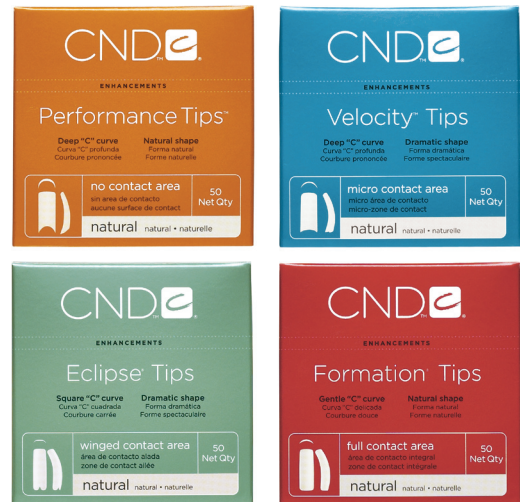 CND
ENHANCEMENTS
Performance Tips™
Deep "C" curve
Curva "C" profunda
Courbure prononcée
Natural shape
Forma natural
Forme naturelle
no contact area
sin area de contacto
aucune surface de contact
50
Net Qty
natural natural • naturelle
CND
ENHANCEMENTS
Velocity™ Tips
Deep "C" curve
Curva "C" profunda
Courbure prononcée
Dramatic shape
Forma dramática
Forme spectaculaire
micro contact area
micro área de contacto
micro-zone de contact
50
Net Qty
natural natural • naturelle
CND
ENHANCEMENTS
Eclipse® Tips
Square "C" curve
Curva "C" cuadrada
Courbure carrée
Dramatic shape
Forma dramática
Forme spectaculaire
winged contact area
área de contacto alada
zone de contact ailée
50
Net Qty
natural natural • naturelle
CND
ENHANCEMENTS
Formation® Tips
Gentle "C" curve
Curva "C" delicada
Courbure douce
Natural shape
Forma natural
Forme naturelle
full contact area
área de contacto integral
zone de contact intégrale
50
Net Qty
natural natural • naturelle